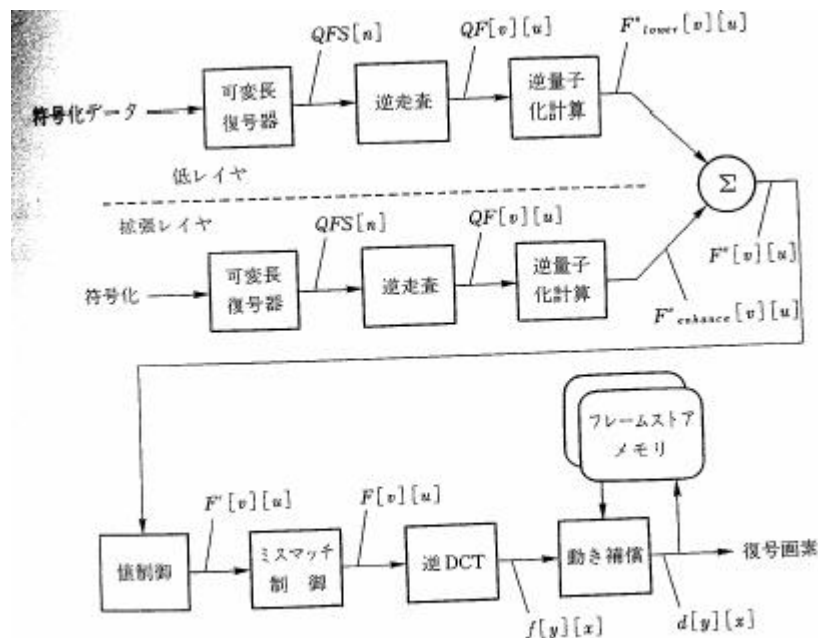 QFS[n]
QF[v][u]
F″lower[v][u]
符号化データ
可変長
復号器
逆走査
逆量子
化計算
低レイヤ
Σ
拡張レイヤ
QFS[n]
QF[v][u]
F″[v][u]
符号化
可変長
復号器
逆走査
逆量子
化計算
F″enhance[v][u]
フレームストア
メモリ
F′[v][u]
F[v][u]
値制御
ミスマッチ
制御
逆DCT
動き補償
復号画素
f[y][x]
d[y][x]